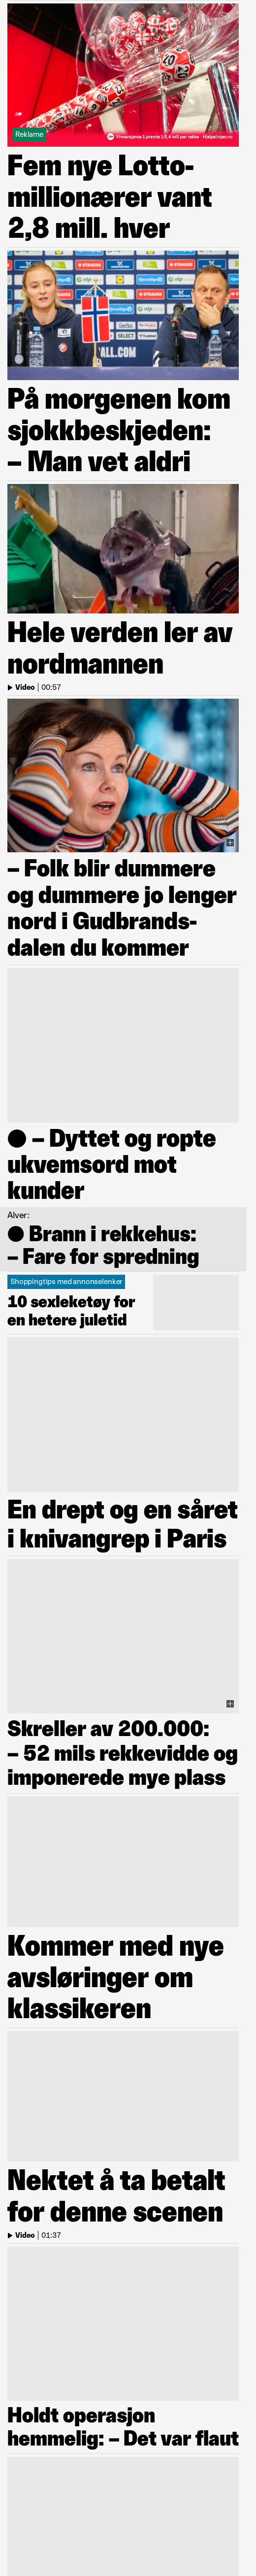 Reklame
Vinnersjanse 1.premie 1:5,4 mill per rekke - Hjelpelinjen.no
Fem nye Lotto-
millionærer vant
2,8 mill. hver
STRAUSS
SELECT
ALL.COM
På morgenen kom
sjokkbeskjeden:
– Man vet aldri
Hele verden ler av
nordmannen
Video | 00:57
– Folk blir dummere
og dummere jo lenger
nord i Gudbrands-
dalen du kommer
– Dyttet og ropte
ukvemsord mot
kunder
Alver:
Brann i rekkehus:
– Fare for spredning
Shoppingtips med annonselenker
10 sexleketøy for
en hetere juletid
En drept og en såret
i knivangrep i Paris
Skreller av 200.000:
– 52 mils rekkevidde og
imponerede mye plass
Kommer med nye
avsløringer om
klassikeren
Nektet å ta betalt
for denne scenen
Video | 01:37
Holdt operasjon
hemmelig: – Det var flaut